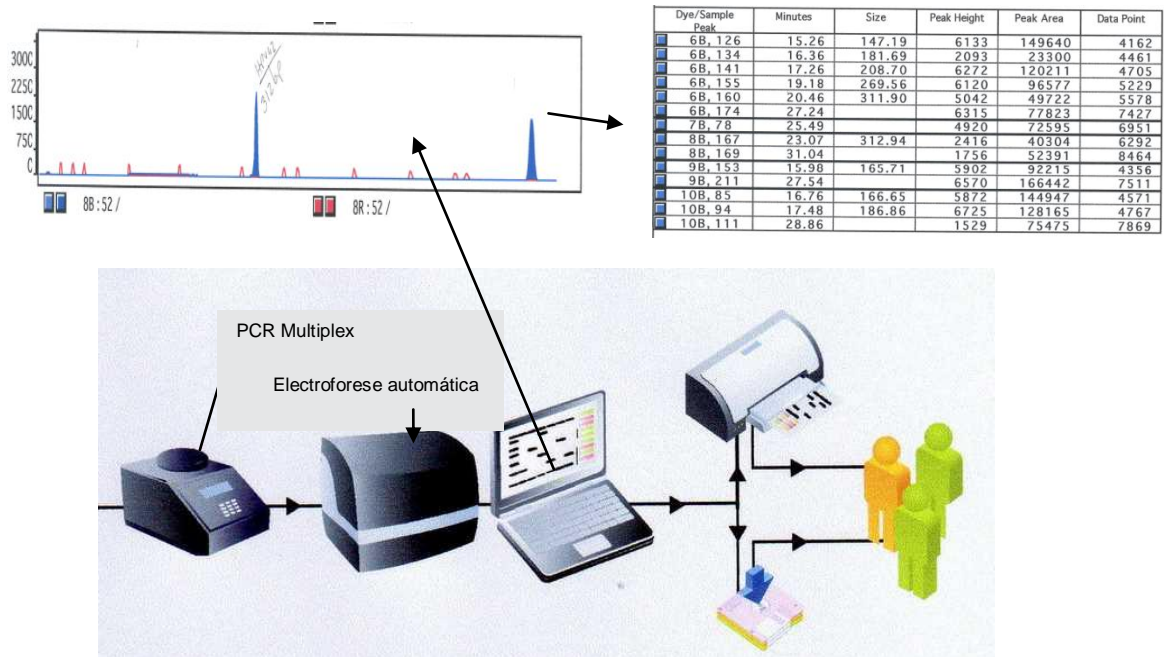 300C
225C
150C
75C
C
312.6P
8B : 52 /
8R : 52 /
Dye/Sample Peak Minutes Size Peak Height Peak Area Data Point
6B, 126 15.26 147.19 6133 149640 4162
6B, 134 16.36 181.69 2093 23300 4461
6B, 141 17.26 208.70 6272 120211 4705
6B, 155 19.18 269.56 6120 96577 5229
6B, 160 20.46 311.90 5042 49722 5578
6B, 174 27.24 6315 77823 7427
7B, 78 25.49 4920 72595 6951
8B, 167 23.07 312.94 2416 40304 6292
8B, 169 31.04 1756 52391 8464
9B, 153 15.98 165.71 5902 92215 4356
9B, 211 27.54 6570 166442 7511
10B, 85 16.76 166.65 5872 144947 4571
10B, 94 17.48 186.86 6725 128165 4767
10B, 111 28.86 1529 75475 7869
PCR Multiplex
Electroforese automática